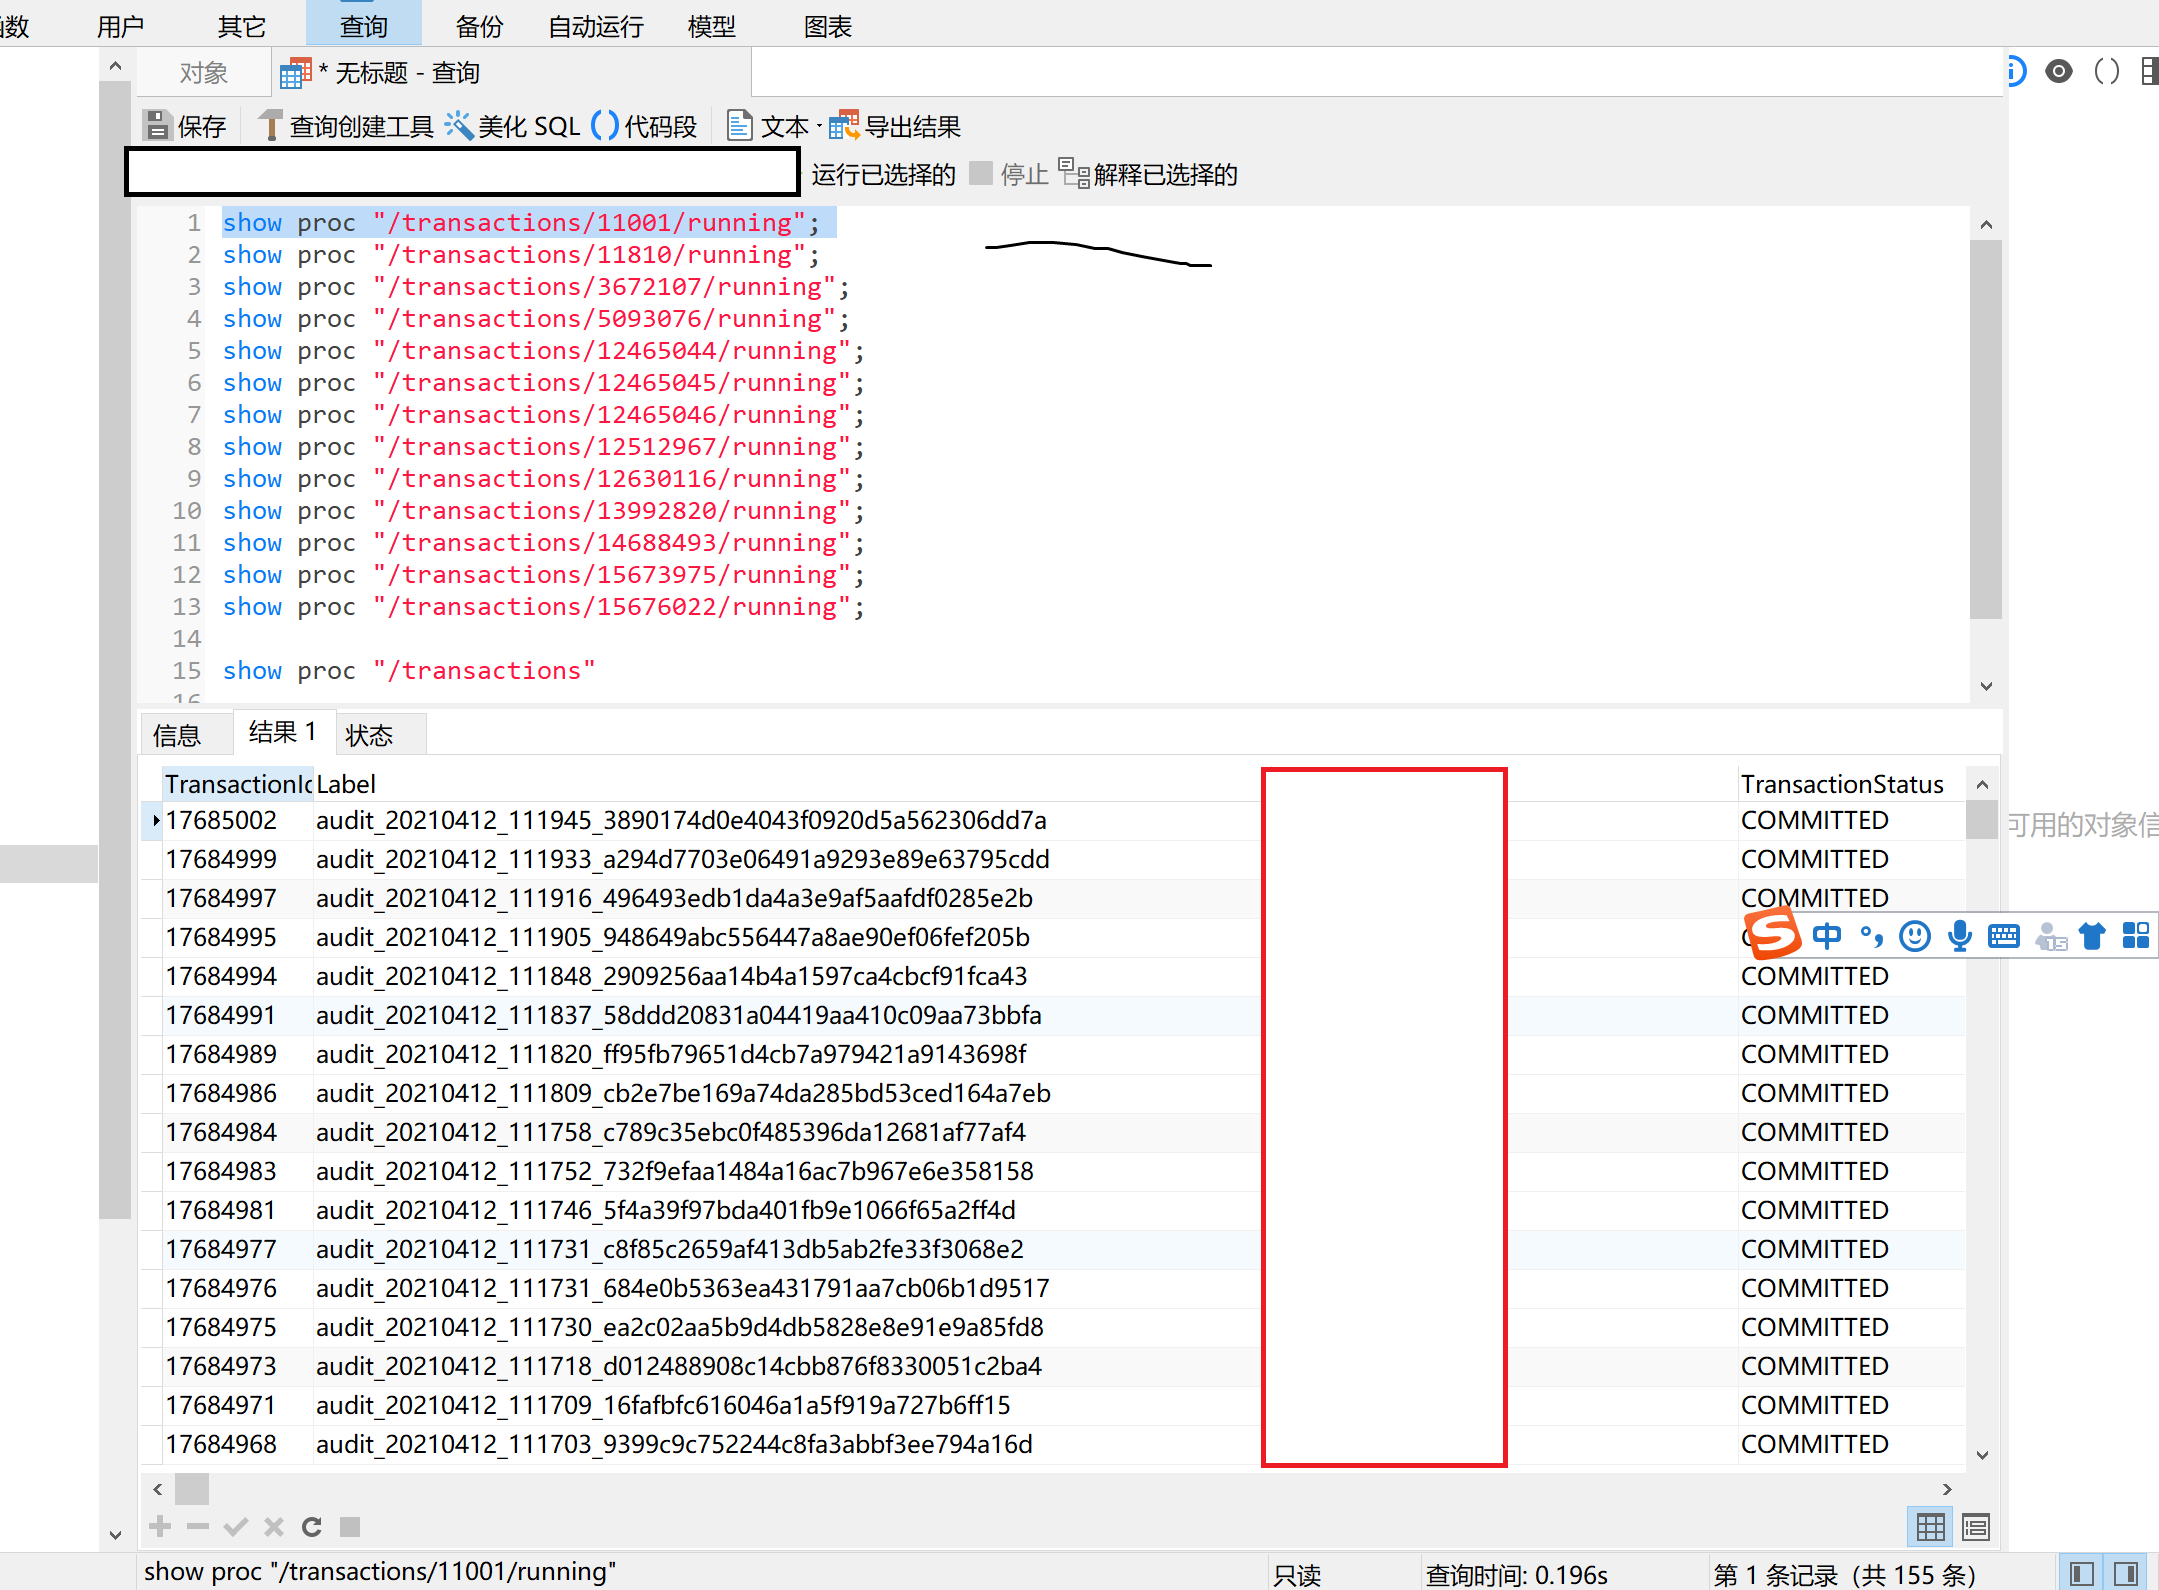 用户 其它 查询 备份 自动运行 模型 图表
对象 * 无标题 - 查询
保存 查询创建工具 美化 SQL 代码段 文本 导出结果
运行已选择的 停止 解释已选择的
1 show proc "/transactions/11001/running";
2 show proc "/transactions/11810/running";
3 show proc "/transactions/3672107/running";
4 show proc "/transactions/5093076/running";
5 show proc "/transactions/12465044/running";
6 show proc "/transactions/12465045/running";
7 show proc "/transactions/12465046/running";
8 show proc "/transactions/12512967/running";
9 show proc "/transactions/12630116/running";
10 show proc "/transactions/13992820/running";
11 show proc "/transactions/14688493/running";
12 show proc "/transactions/15673975/running";
13 show proc "/transactions/15676022/running";
14
15 show proc "/transactions"
16
信息 结果 1 状态
TransactionId Label TransactionStatus
17685002 audit_20210412_111945_3890174d0e4043f0920d5a562306dd7a COMMITTED
可用的对象信
17684999 audit_20210412_111933_a294d7703e06491a9293e89e63795cdd COMMITTED
17684997 audit_20210412_111916_496493edb1da4a3e9af5aafdf0285e2b COMMITTED
17684995 audit_20210412_111905_948649abc556447a8ae90ef06fef205b
中
17684994 audit_20210412_111848_2909256aa14b4a1597ca4cbcf91fca43 COMMITTED
17684991 audit_20210412_111837_58ddd20831a04419aa410c09aa73bbfa COMMITTED
17684989 audit_20210412_111820_ff95fb79651d4cb7a979421a9143698f COMMITTED
17684986 audit_20210412_111809_cb2e7be169a74da285bd53ced164a7eb COMMITTED
17684984 audit_20210412_111758_c789c35ebc0f485396da12681af77af4 COMMITTED
17684983 audit_20210412_111752_732f9efaa1484a16ac7b967e6e358158 COMMITTED
17684981 audit_20210412_111746_5f4a39f97bda401fb9e1066f65a2ff4d COMMITTED
17684977 audit_20210412_111731_c8f85c2659af413db5ab2fe33f3068e2 COMMITTED
17684976 audit_20210412_111731_684e0b5363ea431791aa7cb06b1d9517 COMMITTED
17684975 audit_20210412_111730_ea2c02aa5b9d4db5828e8e91e9a85fd8 COMMITTED
17684973 audit_20210412_111718_d012488908c14cbb876f8330051c2ba4 COMMITTED
17684971 audit_20210412_111709_16fafbfc616046a1a5f919a727b6ff15 COMMITTED
17684968 audit_20210412_111703_9399c9c752244c8fa3abbf3ee794a16d COMMITTED
show proc "/transactions/11001/running" 只读 查询时间: 0.196s 第 1 条记录 (共 155 条)